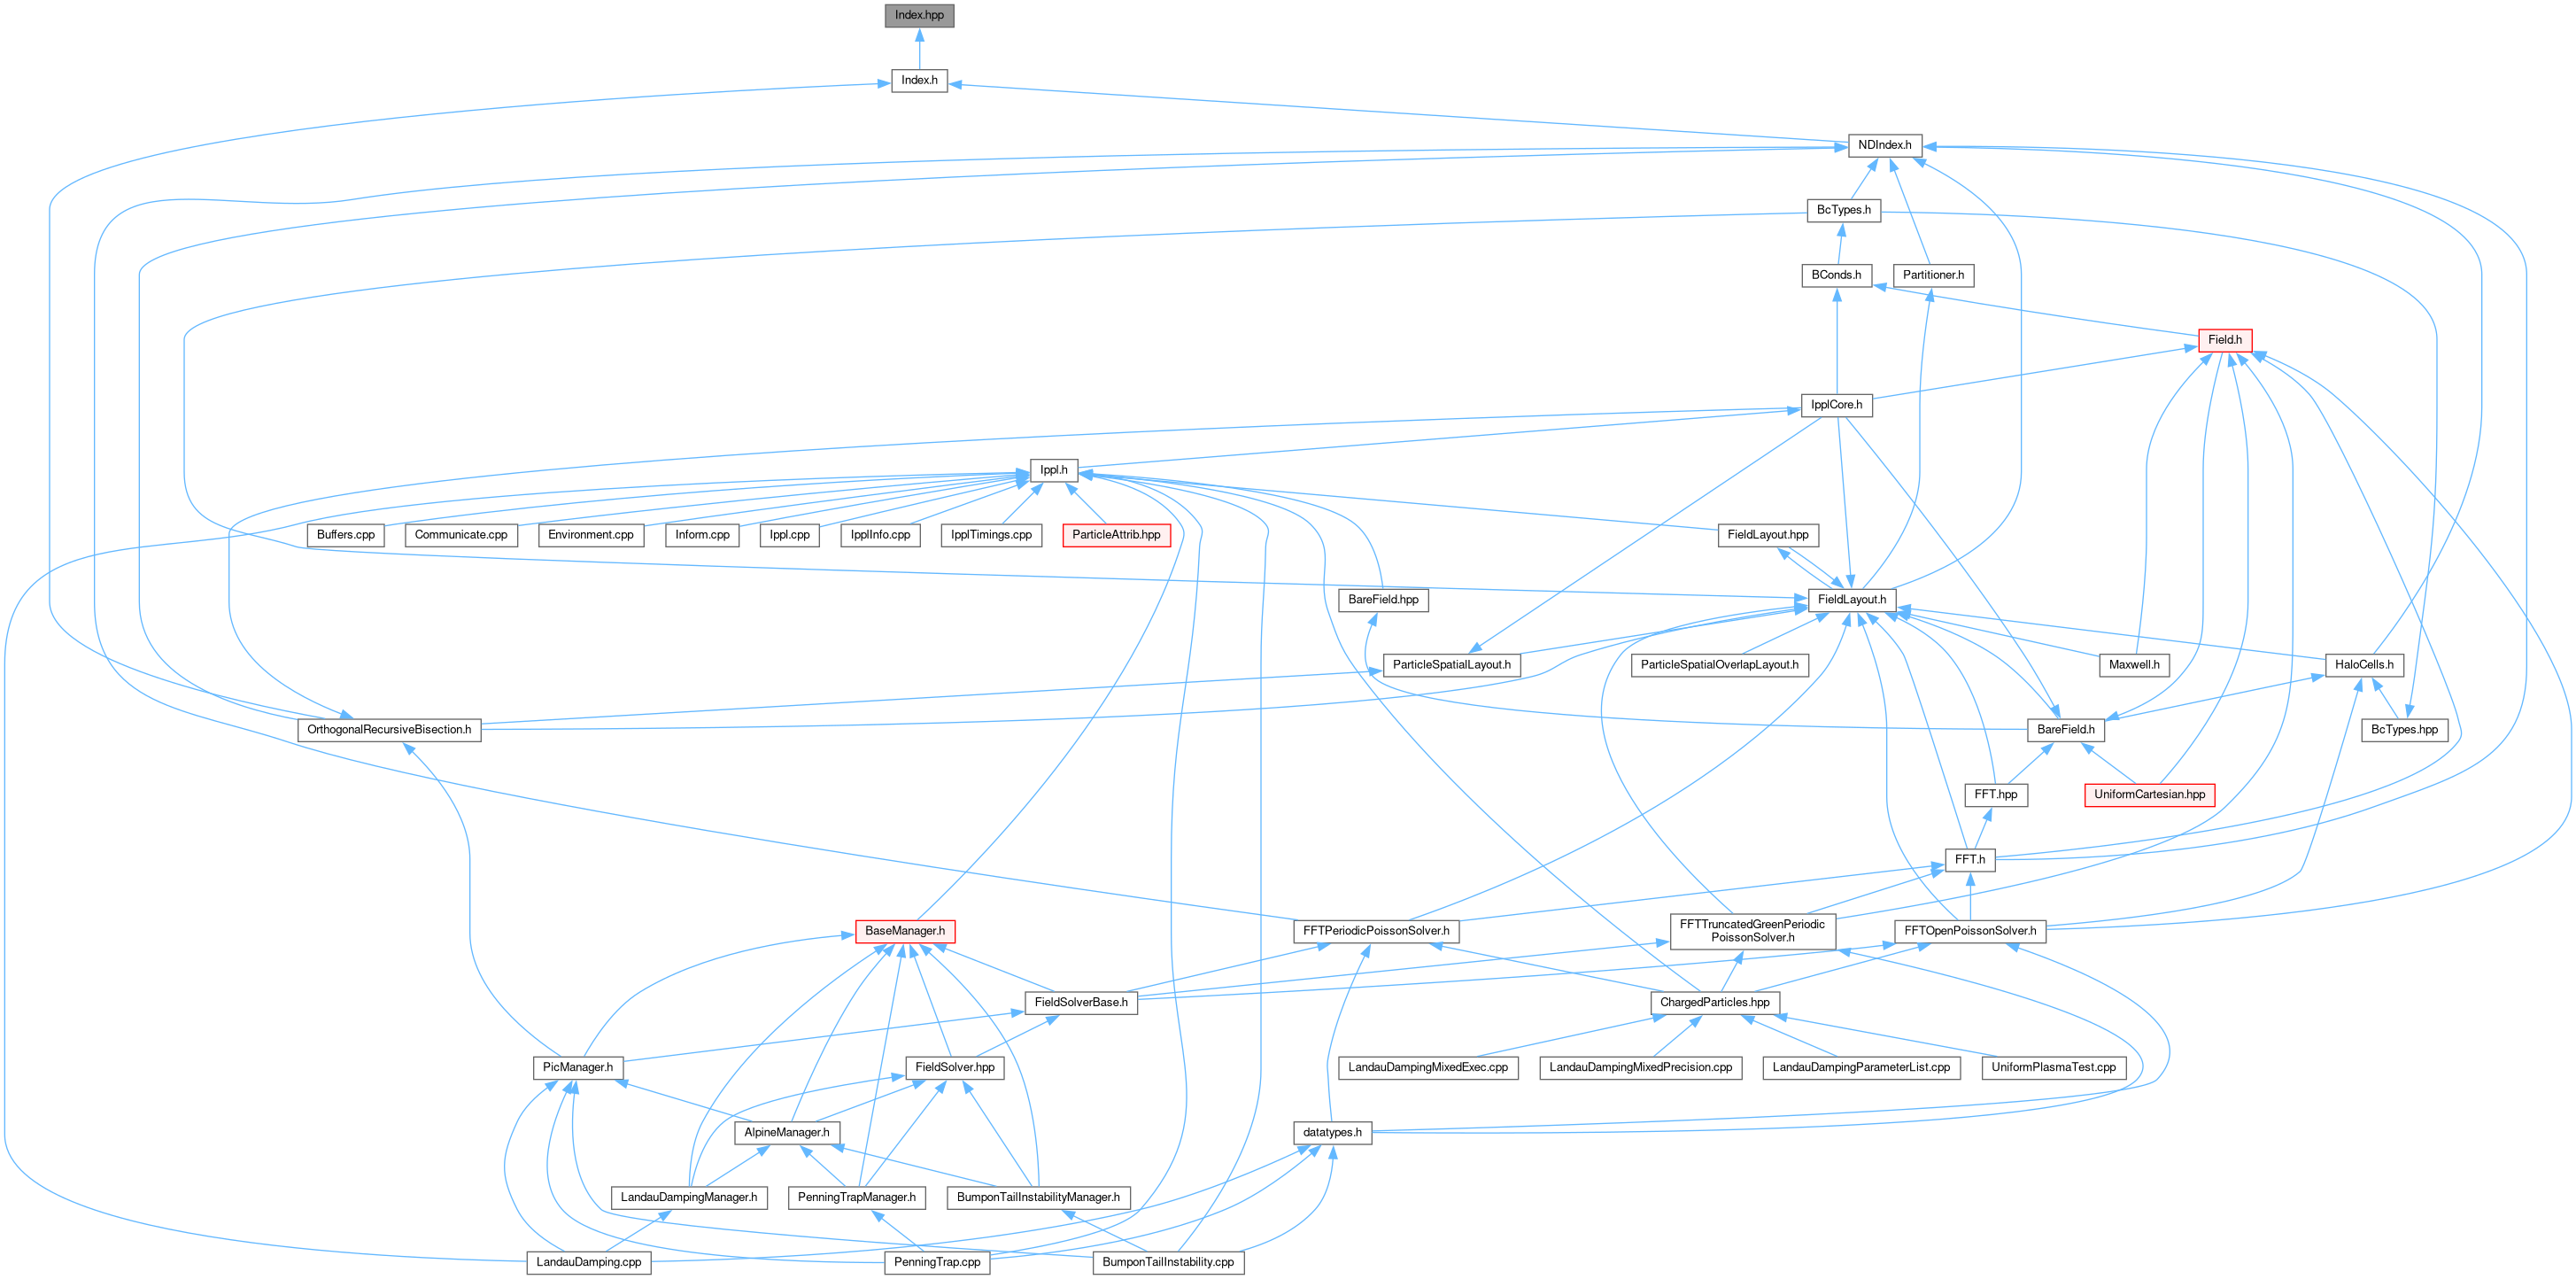 Index.hpp
Index.h
NDIndex.h
BcTypes.h
BConds.h
Partitioner.h
Field.h
IpplCore.h
Ippl.h
Buffers.cpp
Communicate.cpp
Environment.cpp
Inform.cpp
Ippl.cpp
IpplInfo.cpp
IpplTimings.cpp
ParticleAttrib.hpp
FieldLayout.hpp
BareField.hpp
FieldLayout.h
ParticleSpatialLayout.h
ParticleSpatialOverlapLayout.h
Maxwell.h
HaloCells.h
OrthogonalRecursiveBisection.h
BareField.h
BcTypes.hpp
FFT.hpp
UniformCartesian.hpp
FFT.h
BaseManager.h
FFTPeriodicPoissonSolver.h
FFTTruncatedGreenPeriodic
PoissonSolver.h
FFTOpenPoissonSolver.h
FieldSolverBase.h
ChargedParticles.hpp
PicManager.h
FieldSolver.hpp
LandauDampingMixedExec.cpp
LandauDampingMixedPrecision.cpp
LandauDampingParameterList.cpp
UniformPlasmaTest.cpp
AlpineManager.h
datatypes.h
LandauDampingManager.h
PenningTrapManager.h
BumponTailInstabilityManager.h
LandauDamping.cpp
PenningTrap.cpp
BumponTailInstability.cpp